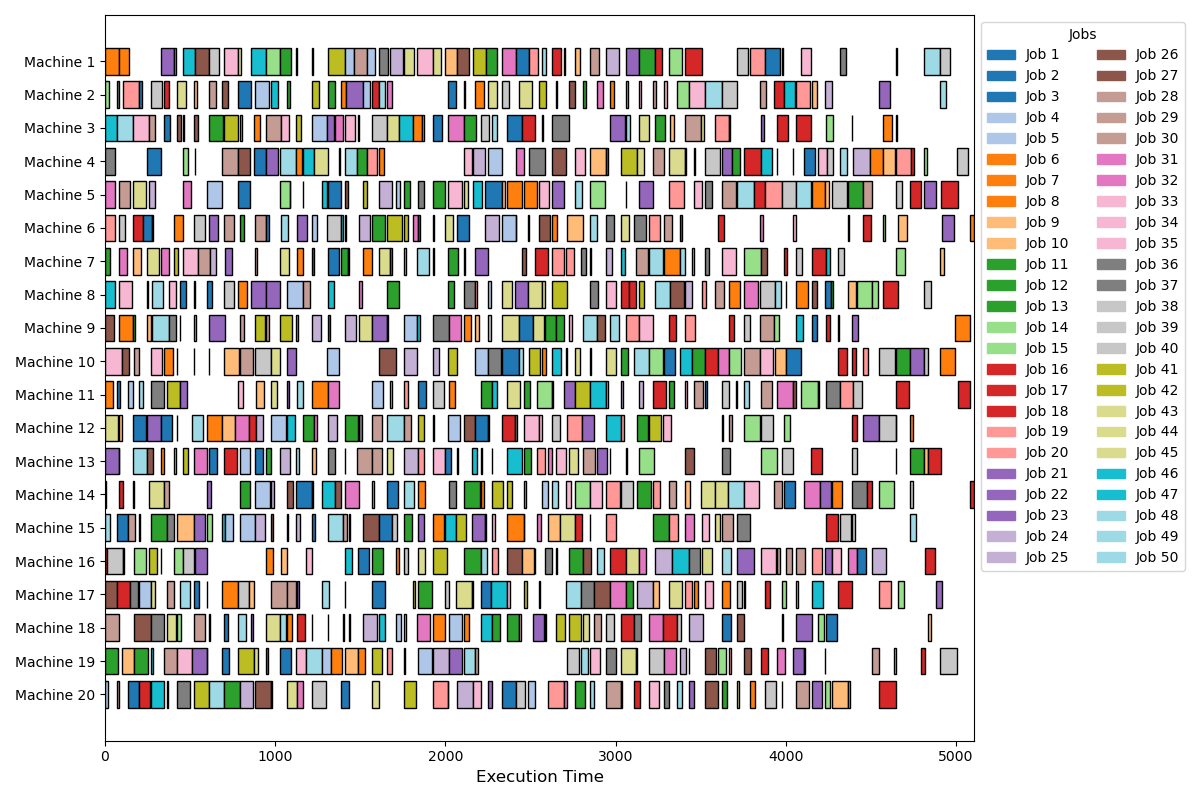 Machine 1
Machine 2
Machine 3
Machine 4
Machine 5
Machine 6
Machine 7
Machine 8
Machine 9
Machine 10
Machine 11
Machine 12
Machine 13
Machine 14
Machine 15
Machine 16
Machine 17
Machine 18
Machine 19
Machine 20
0 1000 2000 3000 4000 5000
Execution Time
Jobs
Job 1
Job 2
Job 3
Job 4
Job 5
Job 6
Job 7
Job 8
Job 9
Job 10
Job 11
Job 12
Job 13
Job 14
Job 15
Job 16
Job 17
Job 18
Job 19
Job 20
Job 21
Job 22
Job 23
Job 24
Job 25
Job 26
Job 27
Job 28
Job 29
Job 30
Job 31
Job 32
Job 33
Job 34
Job 35
Job 36
Job 37
Job 38
Job 39
Job 40
Job 41
Job 42
Job 43
Job 44
Job 45
Job 46
Job 47
Job 48
Job 49
Job 50